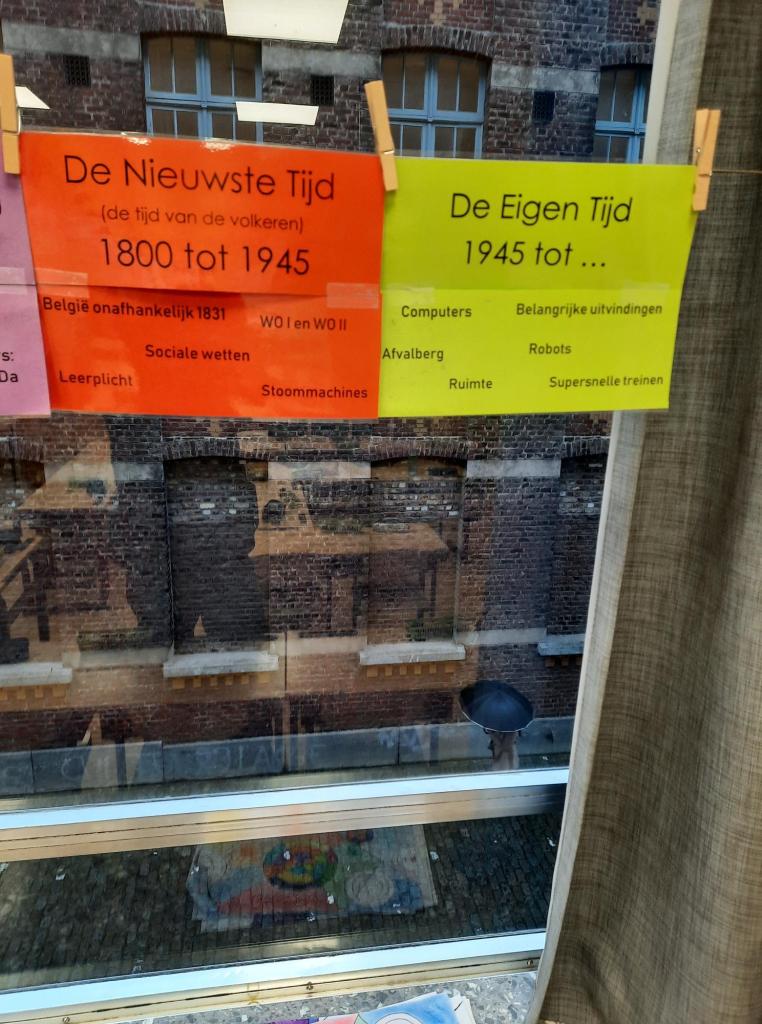 De Nieuwste Tijd
(de tijd van de volkeren)
1800 tot 1945
België onafhankelijk 1831
WO I en WO II
Sociale wetten
Leerplicht
Stoommachines
De Eigen Tijd
1945 tot ...
Computers
Belangrijke uitvindingen
Afvalberg
Robots
Ruimte
Supersnelle treinen
s:
Da